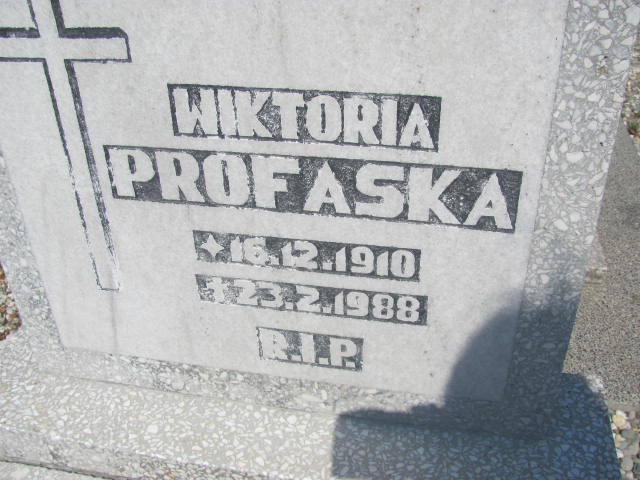 WIKTORIA
PROFASKA
✶16.12.1910
✝23.2.1988
R.I.P.